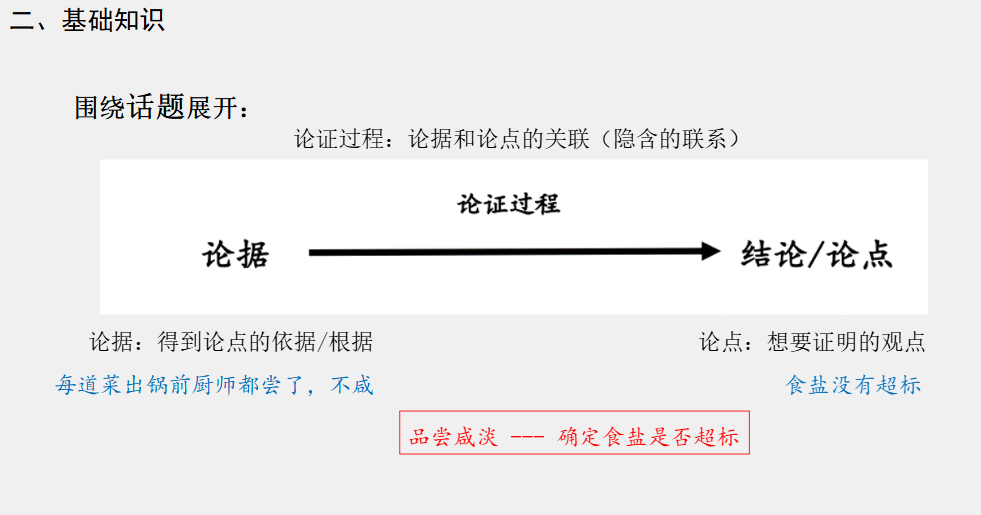 二、基础知识
围绕话题展开：
论证过程：论据和论点的关联（隐含的联系）
论证过程
论据
结论/论点
论据：得到论点的依据/根据
论点：想要证明的观点
每道菜出锅前厨师都尝了，不咸
食盐没有超标
品尝咸淡 --- 确定食盐是否超标